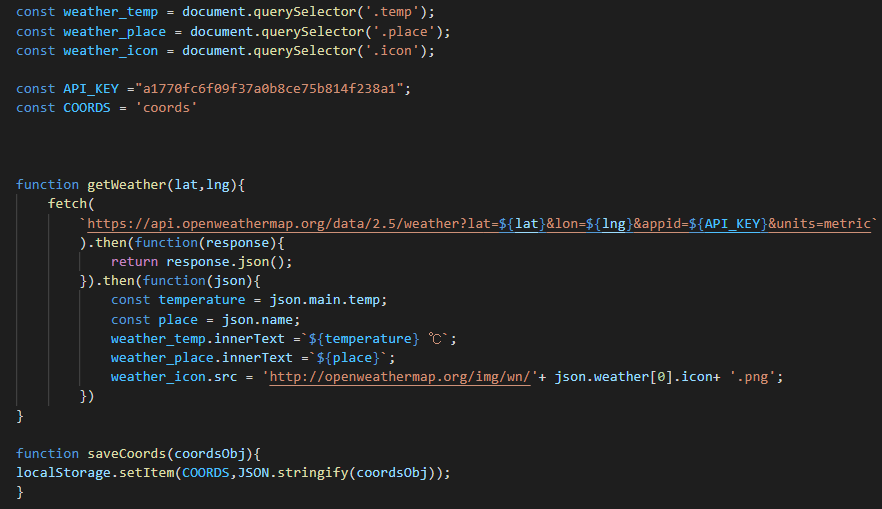 const weather_temp = document.querySelector('.temp');
const weather_place = document.querySelector('.place');
const weather_icon = document.querySelector('.icon');
const API_KEY ="a1770fc6f09f37a0b8ce75b814f238a1";
const COORDS = 'coords'
function getWeather(lat,lng){
    fetch(
        `https://api.openweathermap.org/data/2.5/weather?lat=${lat}&lon=${lng}&appid=${API_KEY}&units=metric`
        ).then(function(response){
            return response.json();
        }).then(function(json){
            const temperature = json.main.temp;
            const place = json.name;
            weather_temp.innerText =`${temperature} ℃`;
            weather_place.innerText =`${place}`;
            weather_icon.src = 'http://openweathermap.org/img/wn/'+ json.weather[0].icon+ '.png';
        })
}
function saveCoords(coordsObj){
localStorage.setItem(COORDS,JSON.stringify(coordsObj));
}